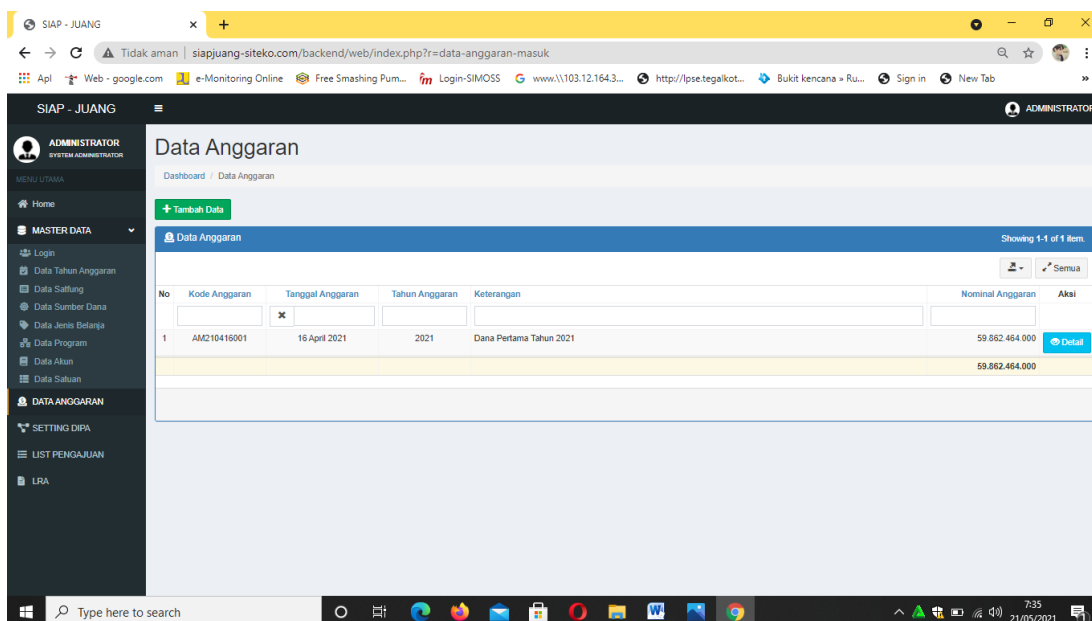 SIAP - JUANG
Tidak aman | siapjuang-siteko.com/backend/web/index.php?r=data-anggaran-masuk
Apl Web - google.com e-Monitoring Online Free Smashing Pum... Login-SIMOSS www.\\103.12.164.3... http://lpse.tegalkot... Bukit kencana » Ru... Sign in New Tab »
SIAP - JUANG ADMINISTRATOR
ADMINISTRATOR
SYSTEM ADMINISTRATOR
MENU UTAMA
Home
MASTER DATA
Login
Data Tahun Anggaran
Data Satfung
Data Sumber Dana
Data Jenis Belanja
Data Program
Data Akun
Data Satuan
DATA ANGGARAN
SETTING DIPA
LIST PENGAJUAN
LRA
Data Anggaran
Dashboard / Data Anggaran
Tambah Data
Data Anggaran Showing 1-1 of 1 item.
Semua
No Kode Anggaran Tanggal Anggaran Tahun Anggaran Keterangan Nominal Anggaran Aksi
1 AM210416001 16 April 2021 2021 Dana Pertama Tahun 2021 59.862.464.000 Detail
59.862.464.000
Type here to search
7:35
21/05/2021